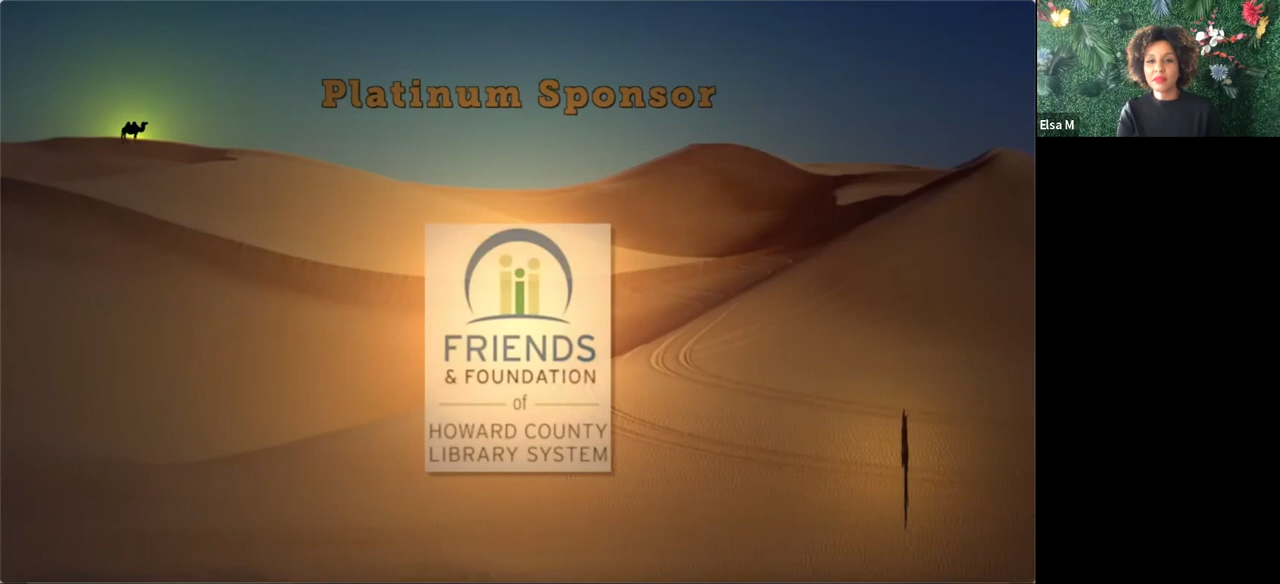 Platinum Sponsor
FRIENDS
& FOUNDATION
of
HOWARD COUNTY
LIBRARY SYSTEM
Elsa M